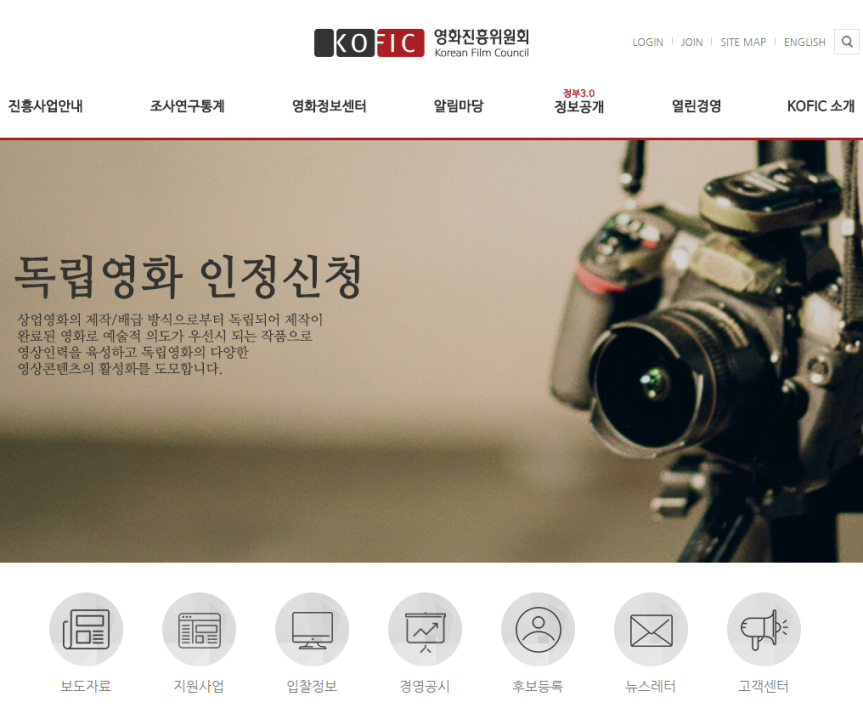 KOFIC 영화진흥위원회
Korean Film Council
LOGIN JOIN SITE MAP ENGLISH
진흥사업안내 조사연구통계 영화정보센터 알림마당 정부3.0 정보공개 열린경영 KOFIC 소개
독립영화 인정신청
상업영화의 제작/배급 방식으로부터 독립되어 제작이
완료된 영화로 예술적 의도가 우선시 되는 작품으로
영상인력을 육성하고 독립영화의 다양한
영상콘텐츠의 활성화를 도모합니다.
보도자료 지원사업 입찰정보 경영공시 후보등록 뉴스레터 고객센터